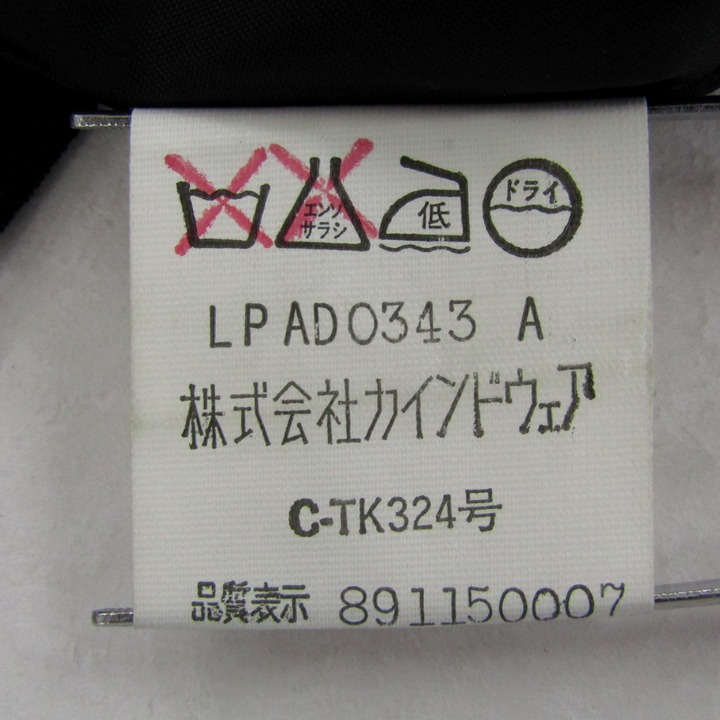 エンソサラシ 低 ドライ
LPAD0343 A
株式会社カインドウェア
C-TK324号
品質表示 891150007